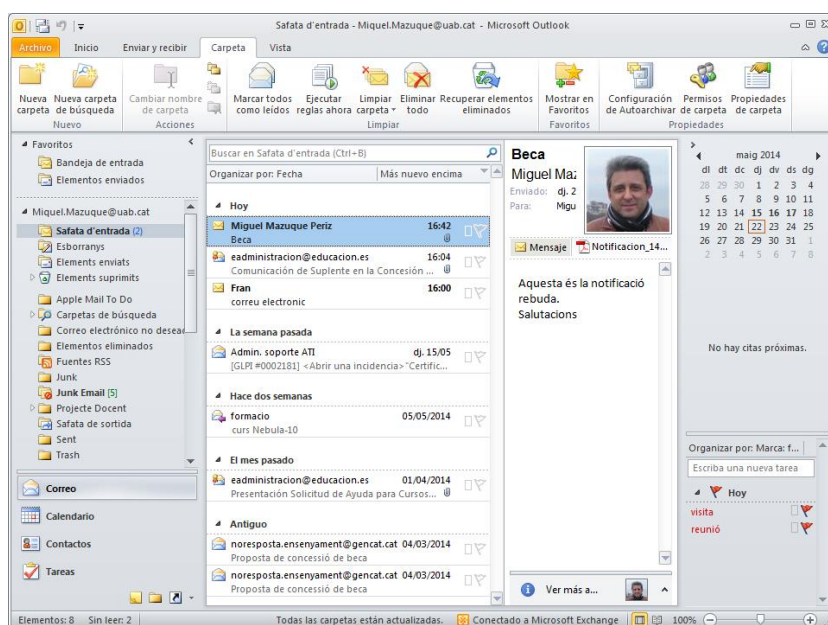 Safata d'entrada - Miquel.Mazuque@uab.cat - Microsoft Outlook
Archivo Inicio Enviar y recibir Carpeta Vista
Nueva carpeta
Nueva carpeta de búsqueda
Cambiar nombre de carpeta
Marcar todos como leídos
Ejecutar reglas ahora
Limpiar carpeta
Eliminar todo
Recuperar elementos eliminados
Mostrar en Favoritos
Configuración de Autoarchivar
Permisos de carpeta
Propiedades de carpeta
Nuevo Acciones Limpiar Favoritos Propiedades
Favoritos
Bandeja de entrada
Elementos enviados
Miquel.Mazuque@uab.cat
Safata d'entrada (2)
Esborranys
Elements enviats
Elements suprimits
Apple Mail To Do
Carpetas de búsqueda
Correo electrónico no desead
Elementos eliminados
Fuentes RSS
Junk
Junk Email [5]
Projecte Docent
Safata de sortida
Sent
Trash
Correo
Calendario
Contactos
Tareas
Buscar en Safata d'entrada (Ctrl+B)
Organizar por: Fecha Más nuevo encima
Hoy
Miguel Mazuque Periz 16:42
Beca
eadministracion@educacion.es 16:04
Comunicación de Suplente en la Concesión ...
Fran 16:00
correu electronic
La semana pasada
Admin. soporte ATI dj. 15/05
[GLPI #0002181] <Abrir una incidencia>"Certific...
Hace dos semanas
formacio 05/05/2014
curs Nebula-10
El mes pasado
eadministracion@educacion.es 01/04/2014
Presentación Solicitud de Ayuda para Cursos...
Antiguo
noresposta.ensenyament@gencat.cat 04/03/2014
Proposta de concessió de beca
noresposta.ensenyament@gencat.cat 04/03/2014
Proposta de concessió de beca
Beca
Miguel Maz
Enviado: dj. 2
Para: Migu
Mensaje Notificacion_14...
Aquesta és la notificació
rebuda.
Salutacions
Ver más a...
maig 2014
dl dt dc dj dv ds dg
28 29 30 1 2 3 4
5 6 7 8 9 10 11
12 13 14 15 16 17 18
19 20 21 22 23 24 25
26 27 28 29 30 31 1
2 3 4 5 6 7 8
No hay citas próximas.
Organizar por: Marca: f...
Escriba una nueva tarea
Hoy
visita
reunió
Elementos: 8 Sin leer: 2 Todas las carpetas están actualizadas. Conectado a Microsoft Exchange 100%